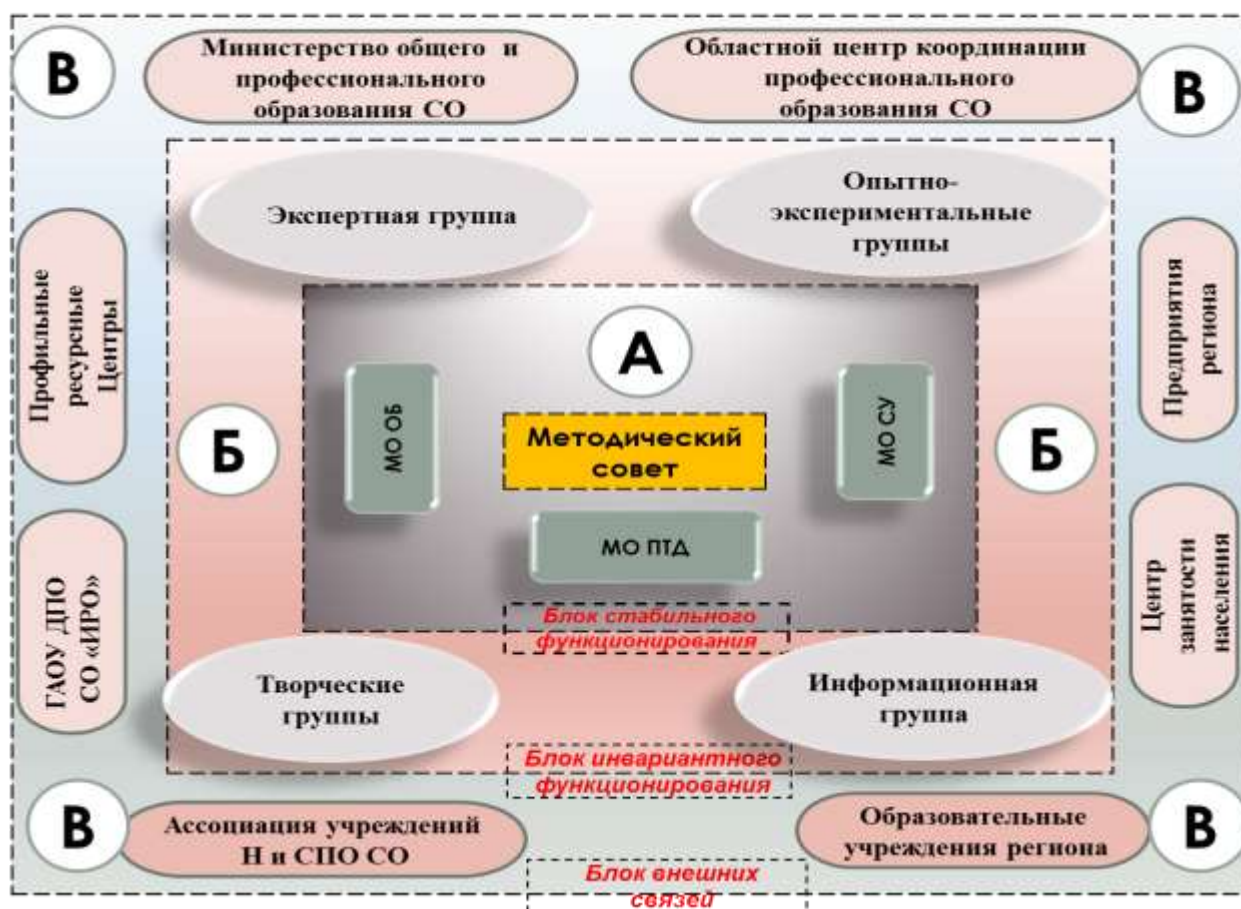 В
Министерство общего и
профессионального
образования СО
Областной центр координации
профессионального
образования СО
В
Экспертная группа
Опытно-
экспериментальные
группы
Профильные
ресурсные
Центры
Предприятия
региона
А
Б
МО ОБ
Методический
совет
МО СУ
Б
МО ПТД
ГАОУ ДПО
СО «ИРО»
Центр
занятости
населения
Блок стабильного
функционирования
Творческие
группы
Информационная
группа
Блок инвариантного
функционирования
В
Ассоциация учреждений
Н и СПО СО
Образовательные
учреждения региона
В
Блок внешних
связей